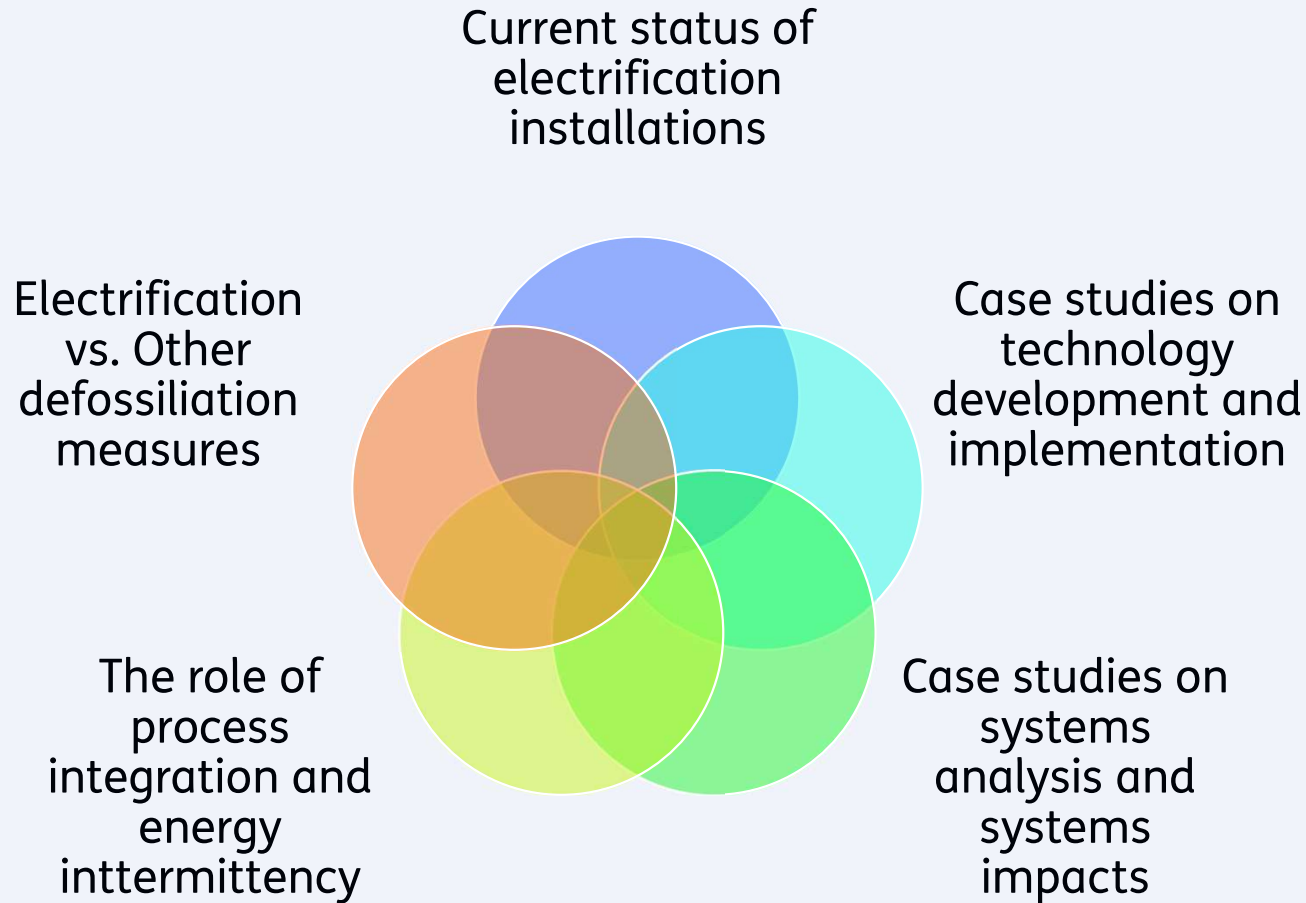 Current status of
electrification
installations
Electrification
vs. Other
defossiliation
measures
Case studies on
technology
development and
implementation
The role of
process
integration and
energy
inttermittency
Case studies on
systems
analysis and
systems
impacts